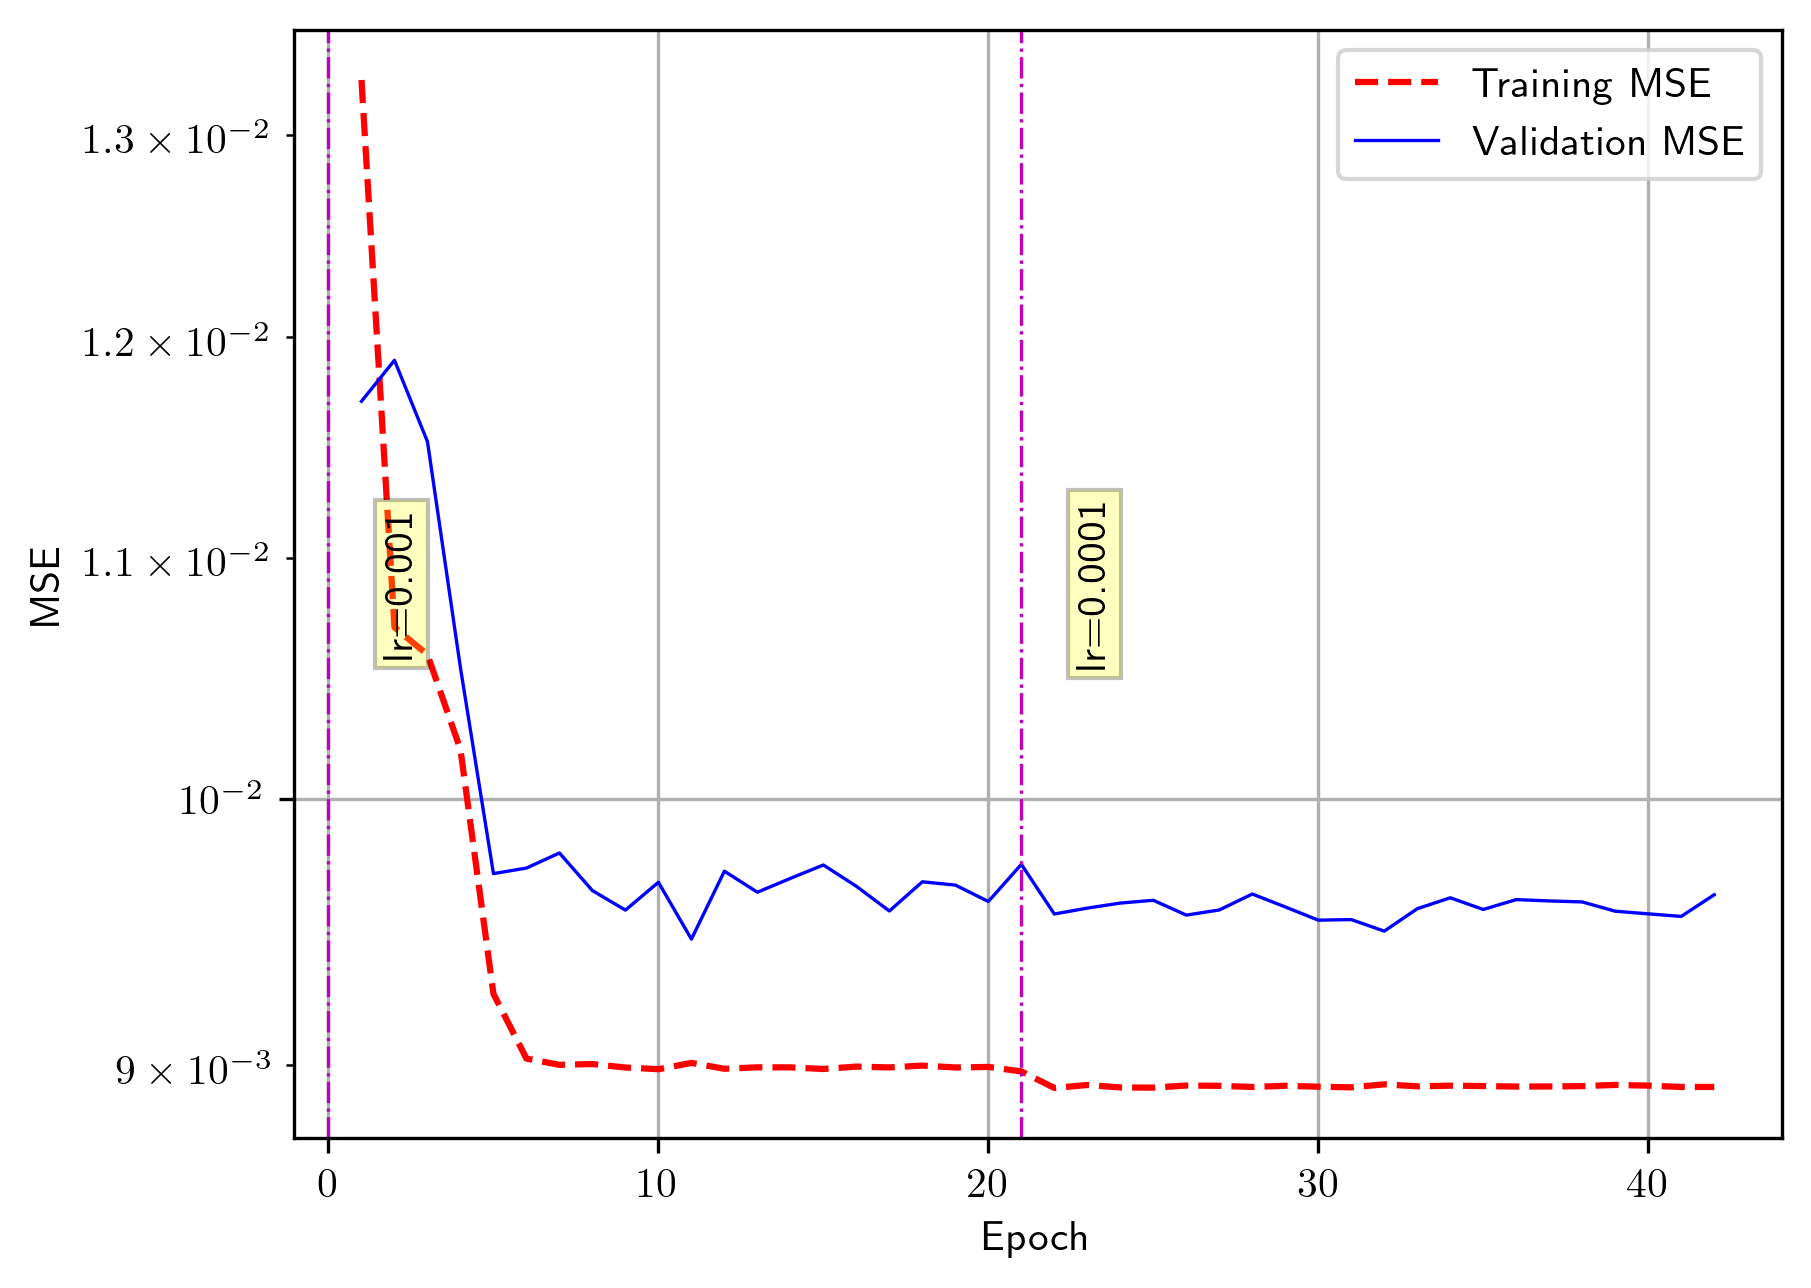 Training MSE
Validation MSE
1.3 × 10⁻²
1.2 × 10⁻²
1.1 × 10⁻²
10⁻²
9 × 10⁻³
MSE
lr=0.001
lr=0.0001
0 10 20 30 40
Epoch